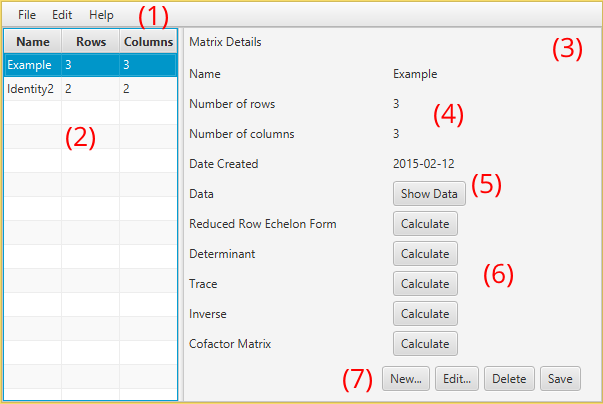 File Edit Help (1)
Name Rows Columns
Example 3 3
Identity2 2 2
(2)
Matrix Details (3)
Name Example
Number of rows 3
(4)
Number of columns 3
Date Created 2015-02-12
Data Show Data (5)
Reduced Row Echelon Form Calculate
Determinant Calculate
(6)
Trace Calculate
Inverse Calculate
Cofactor Matrix Calculate
(7) New... Edit... Delete Save